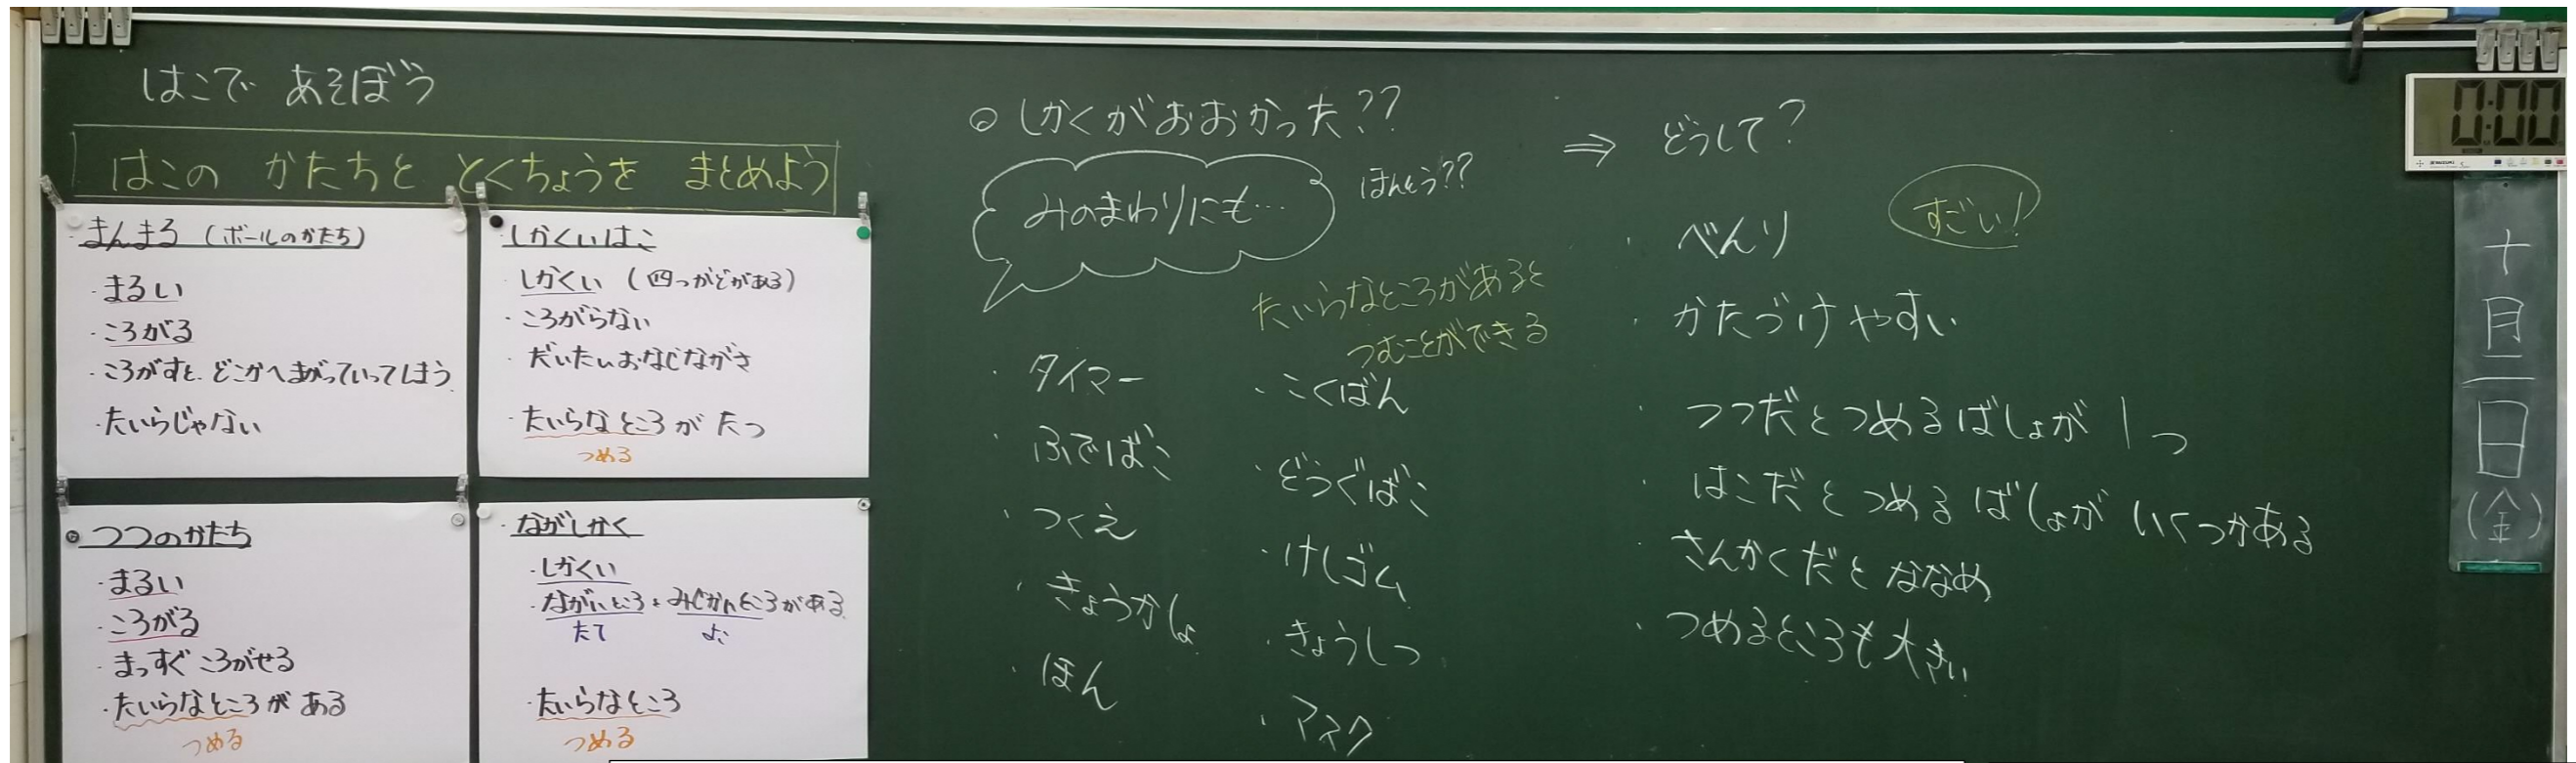 はこで あそぼう
はこの かたちと とくちょうを まとめよう
・まんまる (ボールのかたち)
・まるい
・ころがる
・ころがすと、どこかへまがっていってしまう
・たいらじゃない
・しかくいはこ
・しかくい (四つかどがある)
・ころがらない
・だいたいおなじながさ
・たいらなところが たつ
つめる
・つつのかたち
・まるい
・ころがる
・まっすぐ ころがせる
・たいらなところが ある
つめる
・ながしかく
・しかくい
・ながいところ・みじかいところがある
たて よこ
・たいらなところ
つめる
◎しかくがおおかった??
みのまわりにも…
ほんとう??
たいらなところがあると
つむことができる
・タイマー
・ふでばこ
・つくえ
・きょうかしょ
・ほん
・こくばん
・どうぐばこ
・けしゴム
・きょうしつ
・マスク
⇒ どうして?
すごい!
・べんり
・かたづけやすい
・つつだとつめるばしょが1つ
・はこだとつめるばしょがいくつかある
・さんかくだとななめ
・つめるところも大きい
0:00
十月一日(金)